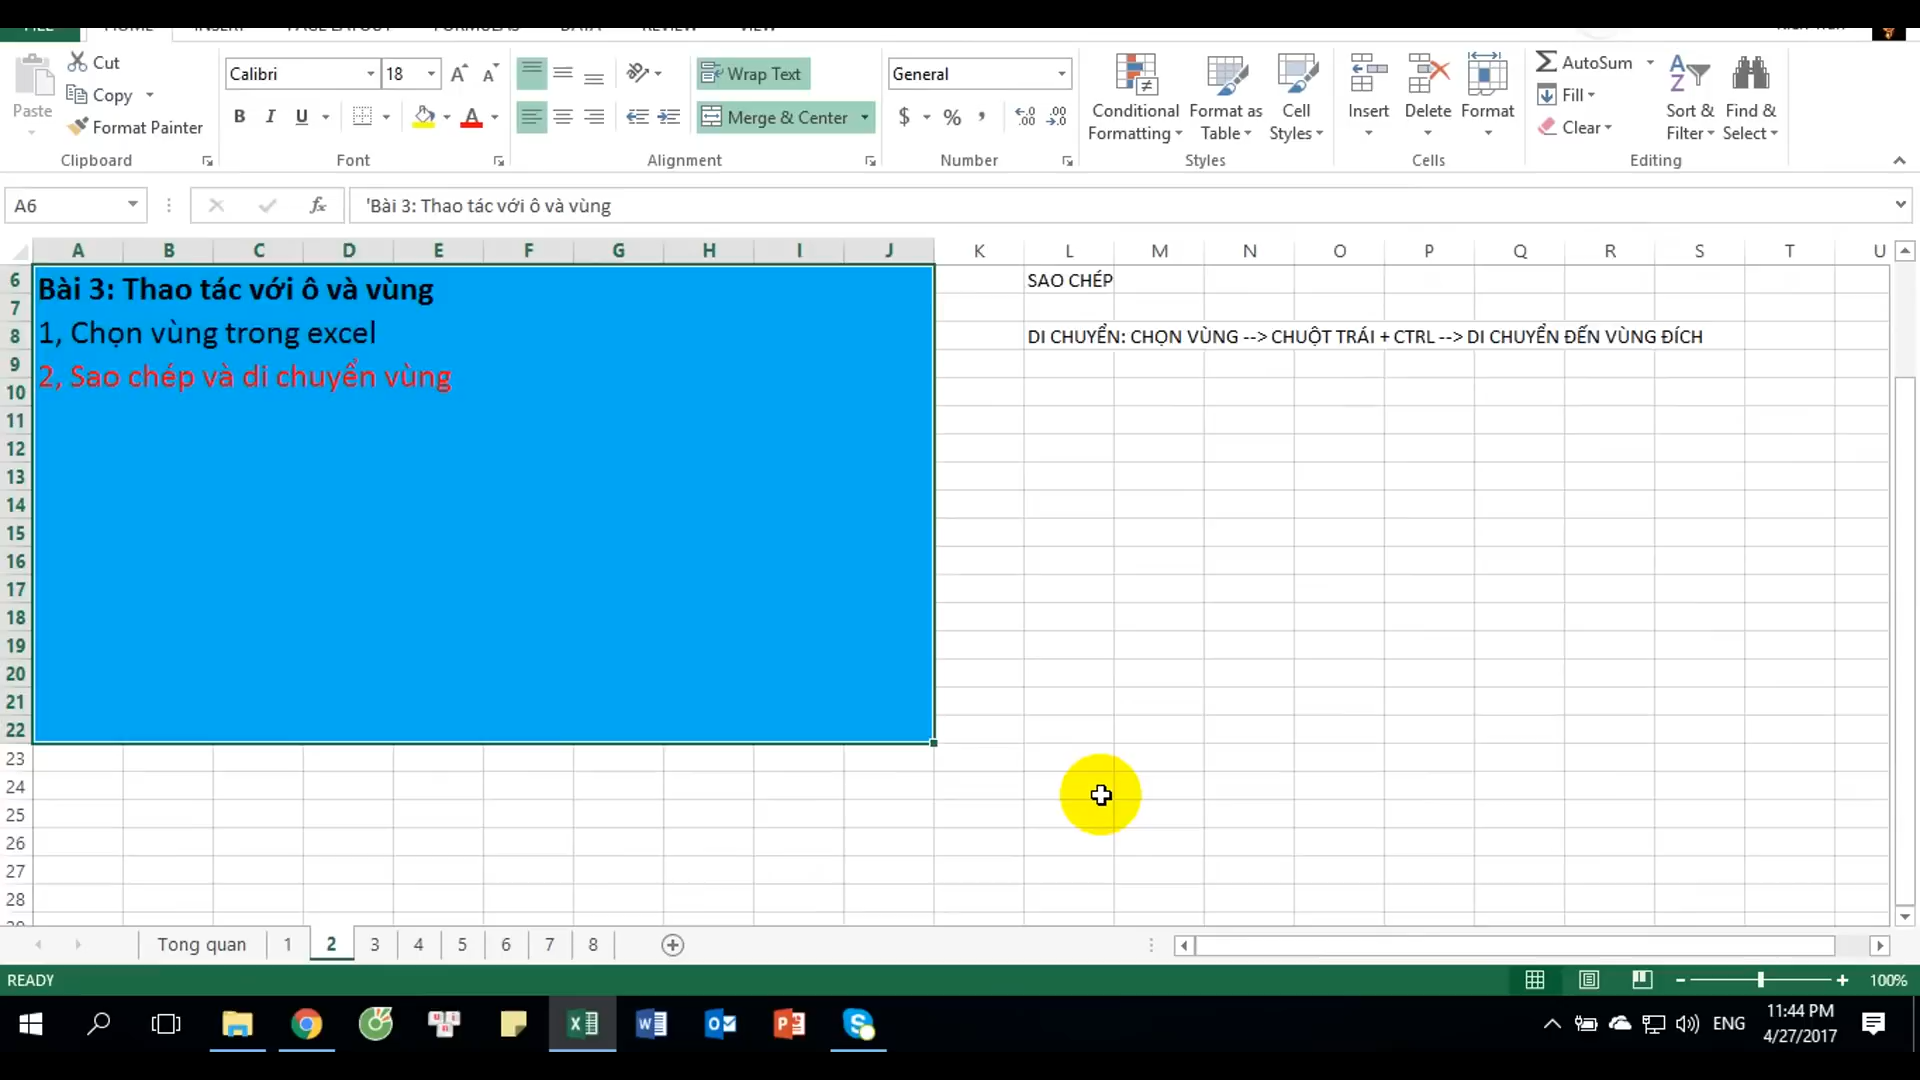 Cut
Copy
Format Painter
Paste
Clipboard
Calibri
18
B I U
Font
Wrap Text
Merge & Center
Alignment
General
$ % ,
Number
Conditional Formatting
Format as Table
Cell Styles
Styles
Insert
Delete
Format
Cells
AutoSum
Fill
Clear
Sort & Filter
Find & Select
Editing
A6
fx
'Bài 3: Thao tác với ô và vùng
A B C D E F G H I J K L M N O P Q R S T U
6
7
8
9
10
11
12
13
14
15
16
17
18
19
20
21
22
23
24
25
26
27
28
Bài 3: Thao tác với ô và vùng
1, Chọn vùng trong excel
2, Sao chép và di chuyển vùng
SAO CHÉP
DI CHUYỂN: CHỌN VÙNG --> CHUỘT TRÁI + CTRL --> DI CHUYỂN ĐẾN VÙNG ĐÍCH
Tong quan 1 2 3 4 5 6 7 8
READY
100%
ENG
11:44 PM
4/27/2017